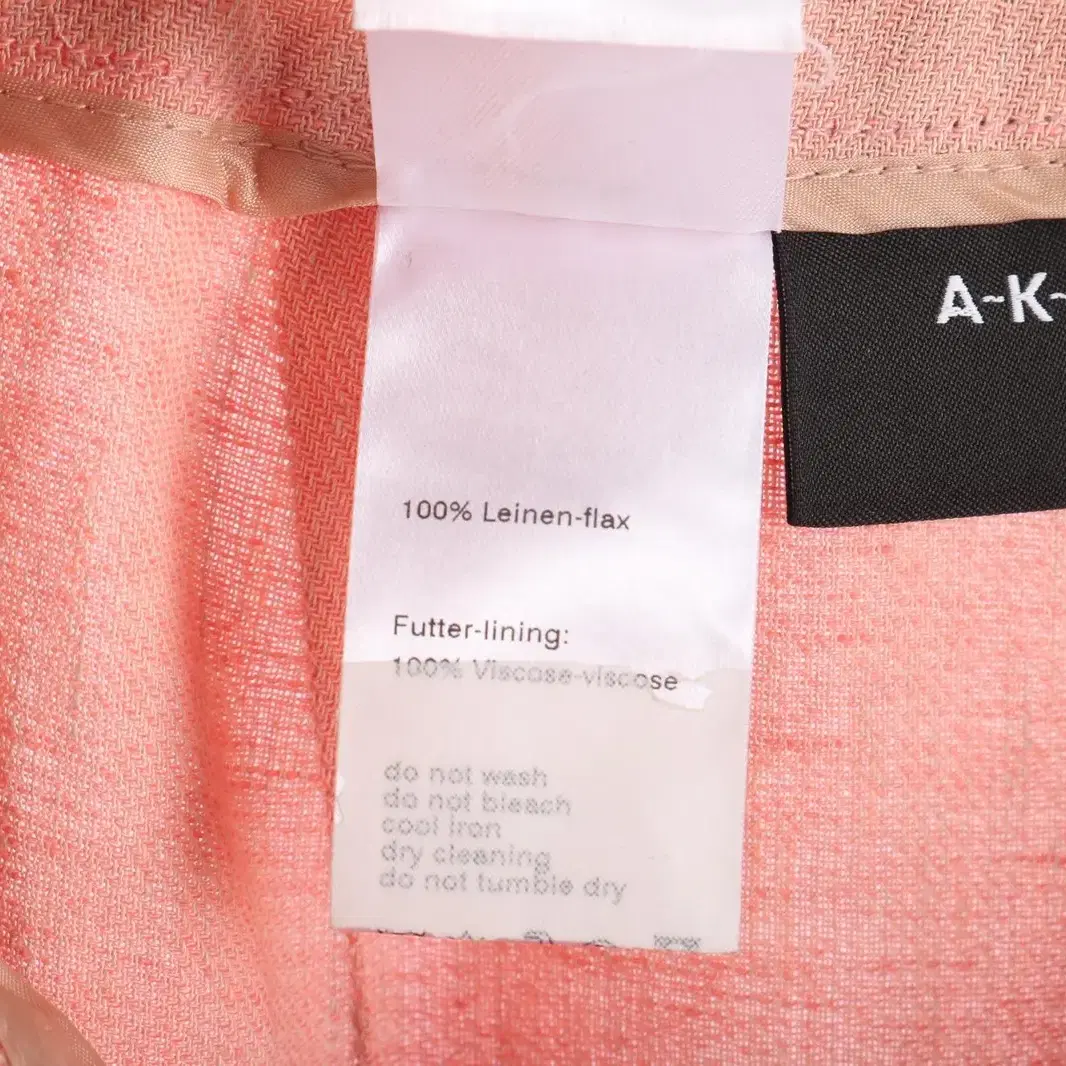 A~K~
100% Leinen-flax
Futter-lining:
100% Viscose-viscose
do not wash
do not bleach
cool iron
dry cleaning
do not tumble dry